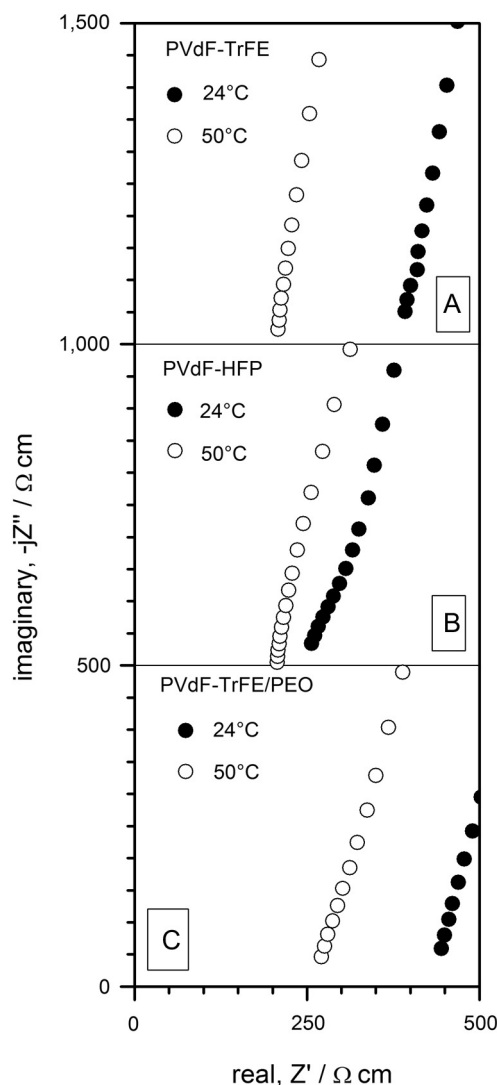 1,500
PVdF-TrFE
24°C
50°C
A
1,000
PVdF-HFP
24°C
50°C
B
500
PVdF-TrFE/PEO
24°C
50°C
C
0
0
250
500
real, Z' / Ω cm
imaginary, -jZ" / Ω cm